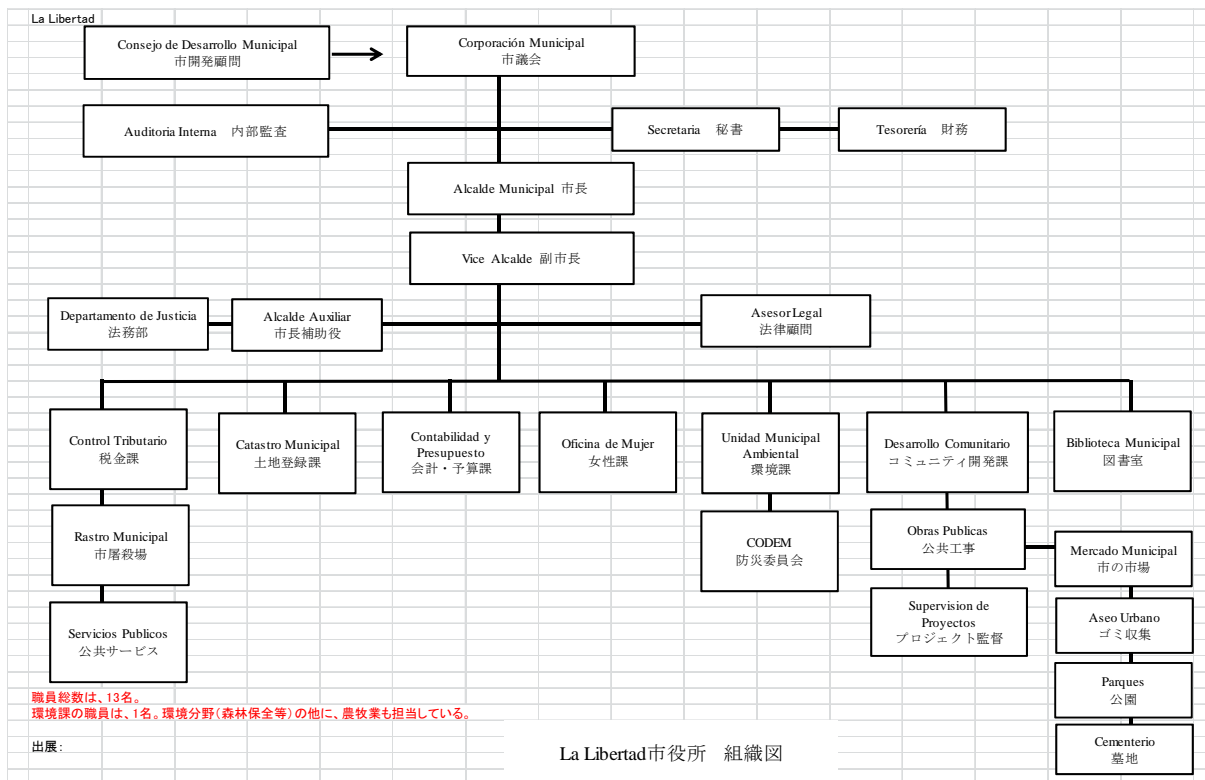 La Libertad
Consejo de Desarrollo Municipal
市開発顧問
Corporación Municipal
市議会
Auditoria Interna 内部監査
Secretaria 秘書
Tesorería 財務
Alcalde Municipal 市長
Vice Alcalde 副市長
Departamento de Justicia
法務部
Alcalde Auxiliar
市長補助役
Asesor Legal
法律顧問
Control Tributario
税金課
Catastro Municipal
土地登録課
Contabilidad y
Presupuesto
会計・予算課
Oficina de Mujer
女性課
Unidad Municipal
Ambiental
環境課
Desarrollo Comunitario
コミュニティ開発課
Biblioteca Municipal
図書室
Rastro Municipal
市屠殺場
CODEM
防災委員会
Obras Publicas
公共工事
Mercado Municipal
市の市場
Servicios Publicos
公共サービス
Supervision de
Proyectos
プロジェクト監督
Aseo Urbano
ゴミ収集
Parques
公園
Cementerio
墓地
職員総数は、13名。
環境課の職員は、1名。環境分野(森林保全等)の他に、農牧業も担当している。
出展:
La Libertad市役所 組織図